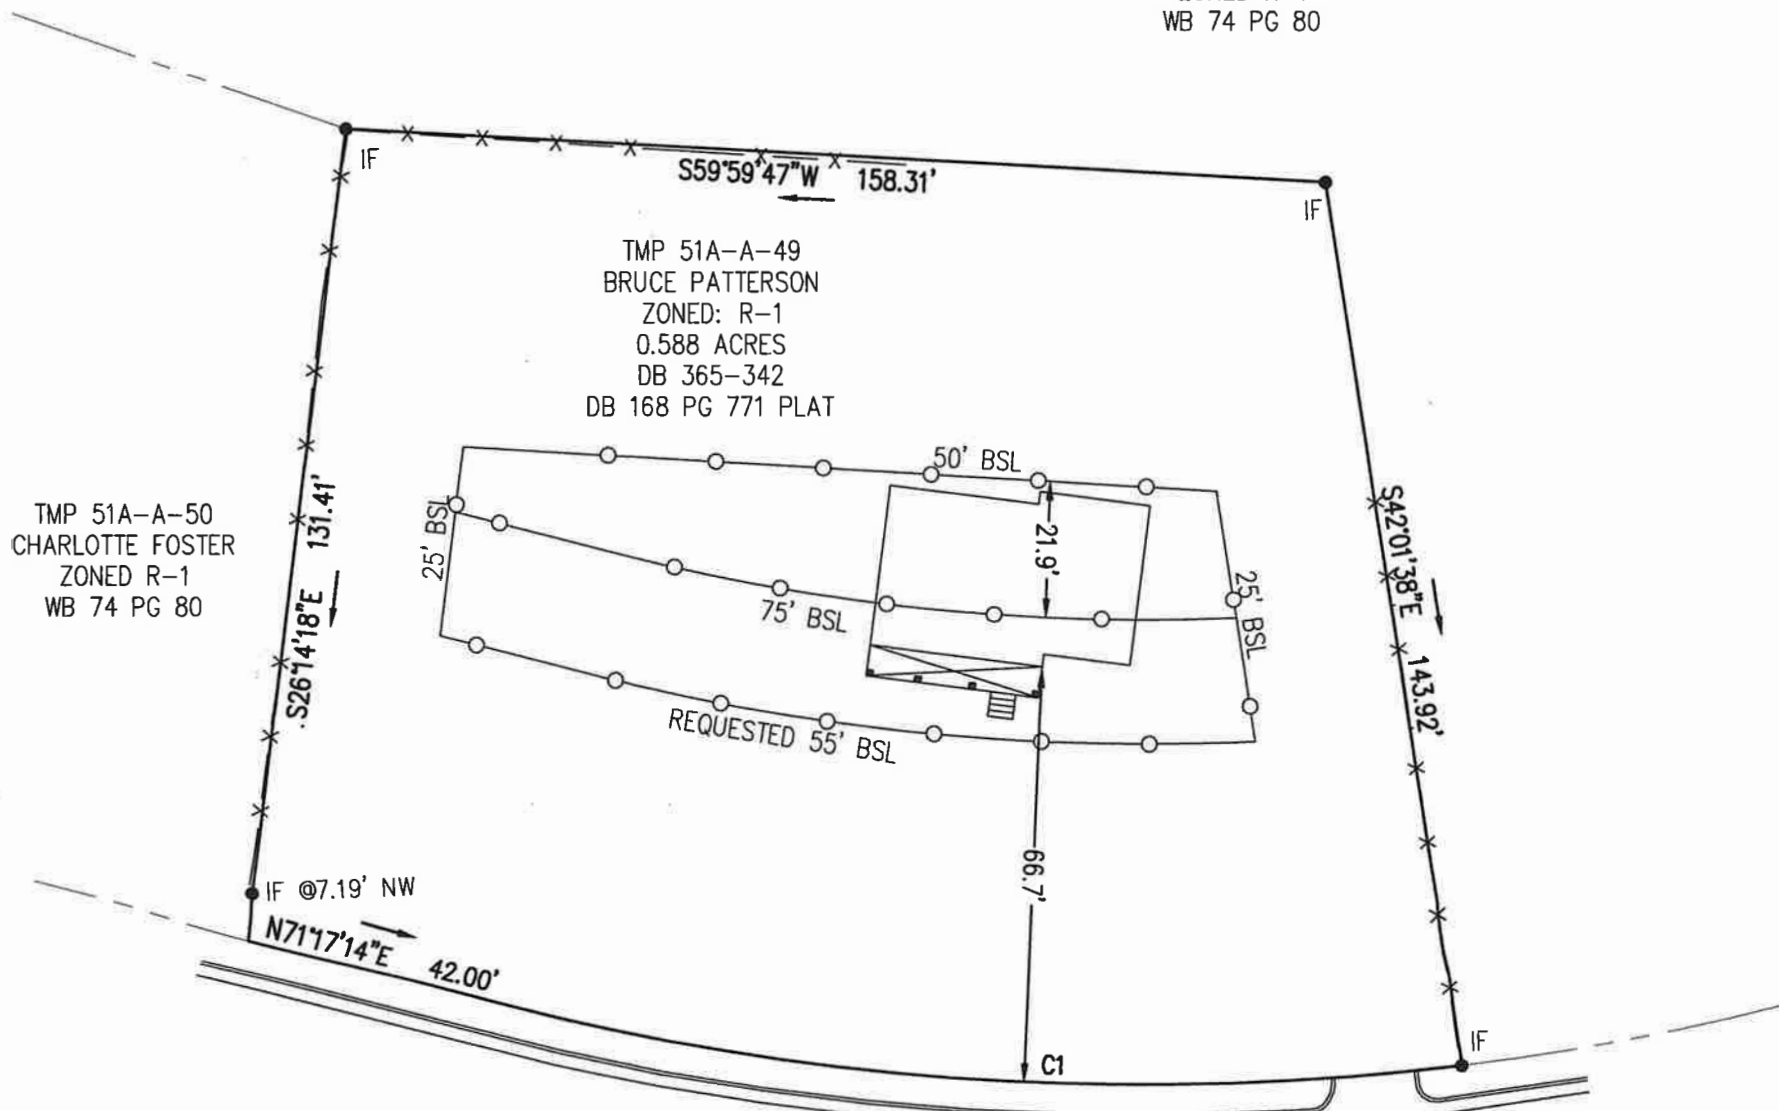 WB 74 PG 80
IF
S59°59'47"W 158.31'
IF
TMP 51A-A-49
BRUCE PATTERSON
ZONED: R-1
0.588 ACRES
DB 365-342
DB 168 PG 771 PLAT
50' BSL
25' BSL
21.9'
75' BSL
25' BSL
REQUESTED 55' BSL
TMP 51A-A-50
CHARLOTTE FOSTER
ZONED R-1
WB 74 PG 80
S26°14'18"E 131.41'
S42°01'38"E 143.92'
66.7'
IF @7.19' NW
N71°17'14"E 42.00'
C1
IF